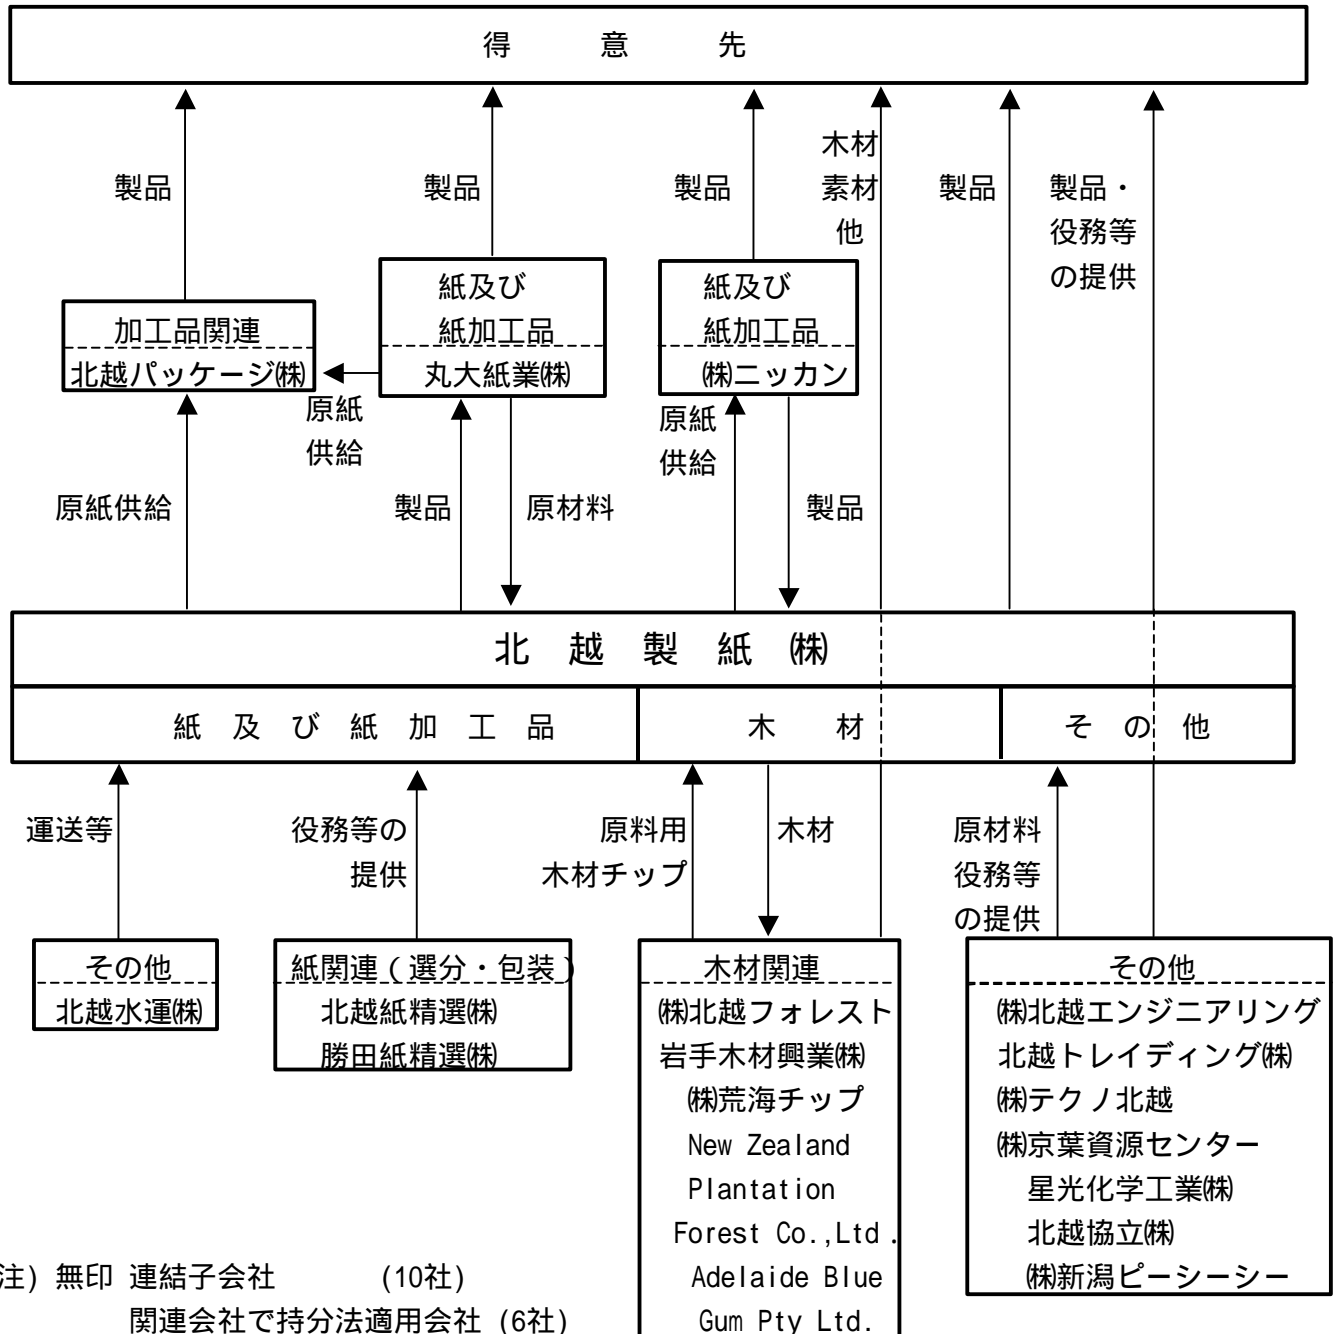 得意先
製品
製品
製品
木材
素材
他
製品
製品・
役務等
の提供
加工品関連
北越パッケージ㈱
紙及び
紙加工品
丸大紙業㈱
紙及び
紙加工品
㈱ニッカン
原紙
供給
原紙
供給
原紙供給
製品
原材料
製品
北越製紙㈱
紙及び紙加工品
木材
その他
運送等
役務等の
提供
原料用
木材チップ
木材
原材料
役務等
の提供
その他
北越水運㈱
紙関連(選分・包装)
北越紙精選㈱
勝田紙精選㈱
木材関連
㈱北越フォレスト
岩手木材興業㈱
㈱荒海チップ
New Zealand
Plantation
Forest Co.,Ltd.
Adelaide Blue
Gum Pty Ltd.
その他
㈱北越エンジニアリング
北越トレイディング㈱
㈱テクノ北越
㈱京葉資源センター
星光化学工業㈱
北越協立㈱
㈱新潟ピーシーシー
注) 無印 連結子会社 (10社)
関連会社で持分法適用会社 (6社)